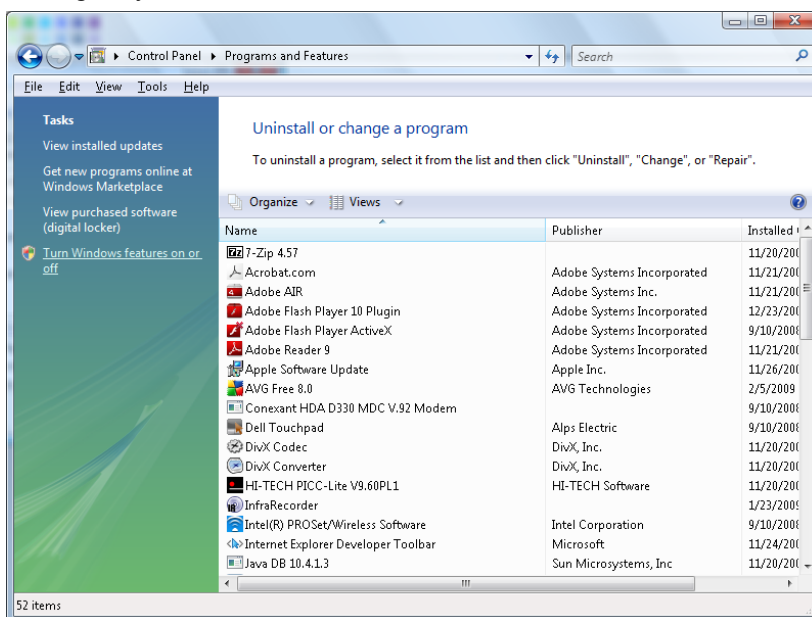 Control Panel ▸ Programs and Features
Search
File Edit View Tools Help
Tasks
View installed updates
Get new programs online at
Windows Marketplace
View purchased software
(digital locker)
Turn Windows features on or
off
Uninstall or change a program
To uninstall a program, select it from the list and then click "Uninstall", "Change", or "Repair".
Organize Views
Name Publisher Installed
7-Zip 4.57 11/20/200
Acrobat.com Adobe Systems Incorporated 11/21/200
Adobe AIR Adobe Systems Inc. 11/21/200
Adobe Flash Player 10 Plugin Adobe Systems Incorporated 12/23/200
Adobe Flash Player ActiveX Adobe Systems Incorporated 9/10/2008
Adobe Reader 9 Adobe Systems Incorporated 11/21/200
Apple Software Update Apple Inc. 11/26/200
AVG Free 8.0 AVG Technologies 2/5/2009
Conexant HDA D330 MDC V.92 Modem 9/10/2008
Dell Touchpad Alps Electric 9/10/2008
DivX Codec DivX, Inc. 11/20/200
DivX Converter DivX, Inc. 11/20/200
HI-TECH PICC-Lite V9.60PL1 HI-TECH Software 11/20/200
InfraRecorder 1/23/2009
Intel(R) PROSet/Wireless Software Intel Corporation 9/10/2008
Internet Explorer Developer Toolbar Microsoft 11/24/200
Java DB 10.4.1.3 Sun Microsystems, Inc 11/20/200
52 items